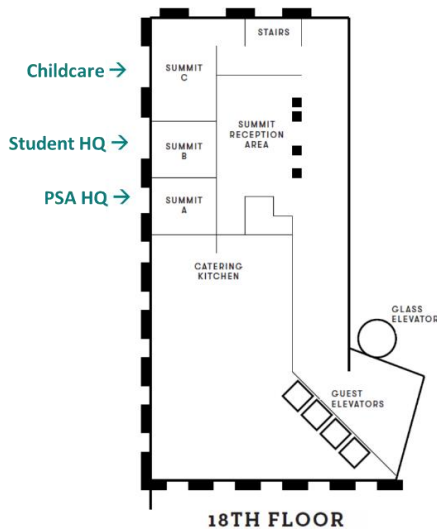 STAIRS
Childcare →
SUMMIT
C
Student HQ →
SUMMIT
B
SUMMIT
RECEPTION
AREA
PSA HQ →
SUMMIT
A
CATERING
KITCHEN
GLASS
ELEVATOR
GUEST
ELEVATORS
18TH FLOOR